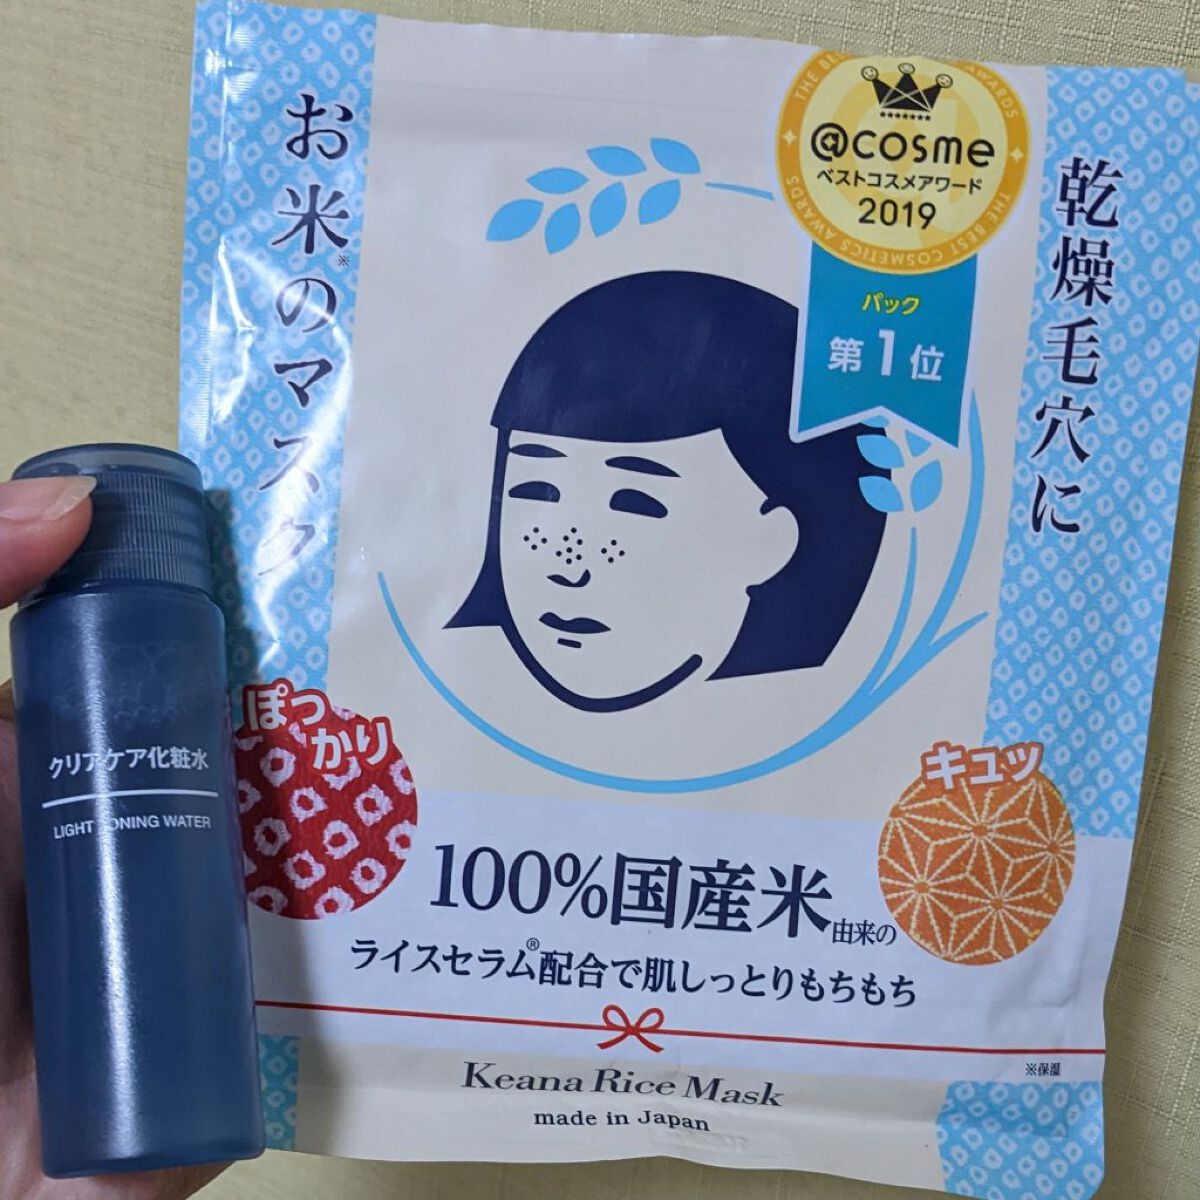 お米※のマスク
乾燥毛穴に
THE BEST COSMETICS AWARDS
@cosme
ベストコスメアワード
2019
パック
第1位
ぽっ
かり
キュッ
クリアケア化粧水
LIGHT TONING WATER
100%国産米由来の
ライスセラム®配合で肌しっとりもちもち
※保湿
Keana Rice Mask
made in Japan